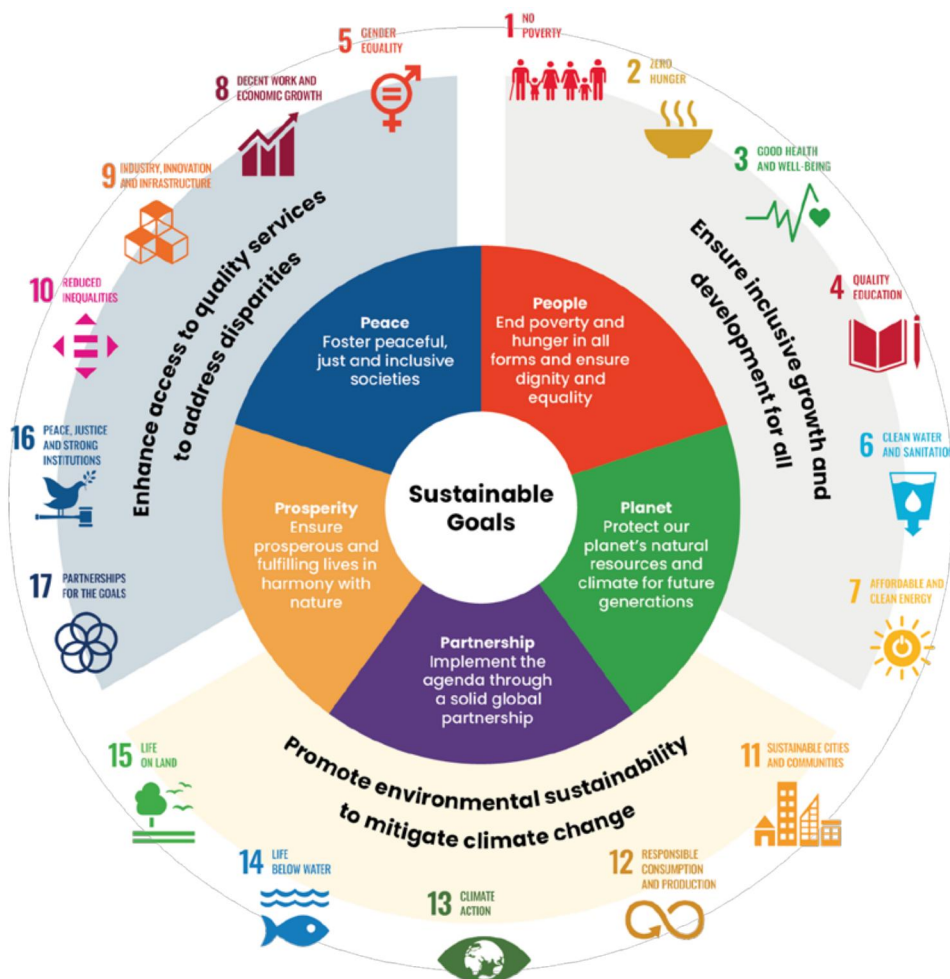 1 NO
POVERTY
2 ZERO
HUNGER
3 GOOD HEALTH
AND WELL-BEING
4 QUALITY
EDUCATION
6 CLEAN WATER
AND SANITATION
7 AFFORDABLE AND
CLEAN ENERGY
Ensure inclusive growth and
development for all
11 SUSTAINABLE CITIES
AND COMMUNITIES
12 RESPONSIBLE
CONSUMPTION
AND PRODUCTION
13 CLIMATE
ACTION
14 LIFE
BELOW WATER
15 LIFE
ON LAND
Promote environmental sustainability
to mitigate climate change
17 PARTNERSHIPS
FOR THE GOALS
16 PEACE, JUSTICE
AND STRONG
INSTITUTIONS
10 REDUCED
INEQUALITIES
9 INDUSTRY, INNOVATION
AND INFRASTRUCTURE
8 DECENT WORK AND
ECONOMIC GROWTH
5 GENDER
EQUALITY
Enhance access to quality services
to address disparities
Peace
Foster peaceful,
just and inclusive
societies
People
End poverty and
hunger in all
forms and ensure
dignity and
equality
Planet
Protect our
planet's natural
resources and
climate for future
generations
Partnership
Implement the
agenda through
a solid global
partnership
Prosperity
Ensure
prosperous and
fulfilling lives in
harmony with
nature
Sustainable
Goals